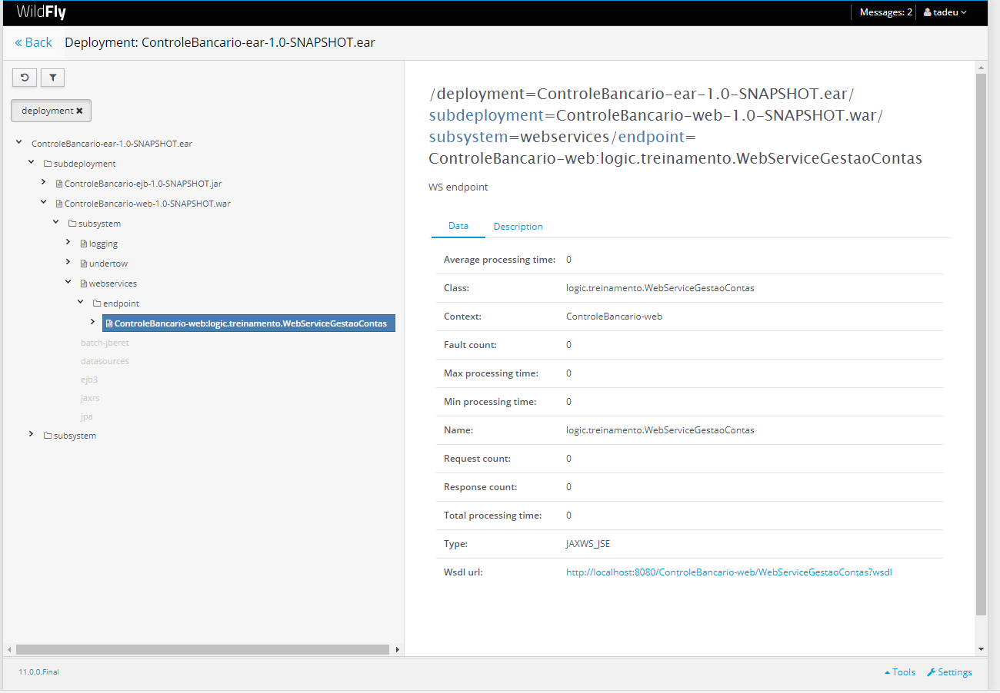 WildFly
Messages: 2
tadeu
« Back
Deployment: ControleBancario-ear-1.0-SNAPSHOT.ear
deployment ✖
ControleBancario-ear-1.0-SNAPSHOT.ear
subdeployment
ControleBancario-ejb-1.0-SNAPSHOT.jar
ControleBancario-web-1.0-SNAPSHOT.war
subsystem
logging
undertow
webservices
endpoint
ControleBancario-web:logic.treinamento.WebServiceGestaoContas
batch-jberet
datasources
ejb3
jaxrs
jpa
subsystem
/deployment=ControleBancario-ear-1.0-SNAPSHOT.ear/
subdeployment=ControleBancario-web-1.0-SNAPSHOT.war/
subsystem=webservices/endpoint=
ControleBancario-web:logic.treinamento.WebServiceGestaoContas
WS endpoint
Data Description
Average processing time: 0
Class: logic.treinamento.WebServiceGestaoContas
Context: ControleBancario-web
Fault count: 0
Max processing time: 0
Min processing time: 0
Name: logic.treinamento.WebServiceGestaoContas
Request count: 0
Response count: 0
Total processing time: 0
Type: JAXWS_JSE
Wsdl url: http://localhost:8080/ControleBancario-web/WebServiceGestaoContas?wsdl
11.0.0.Final
Tools
Settings